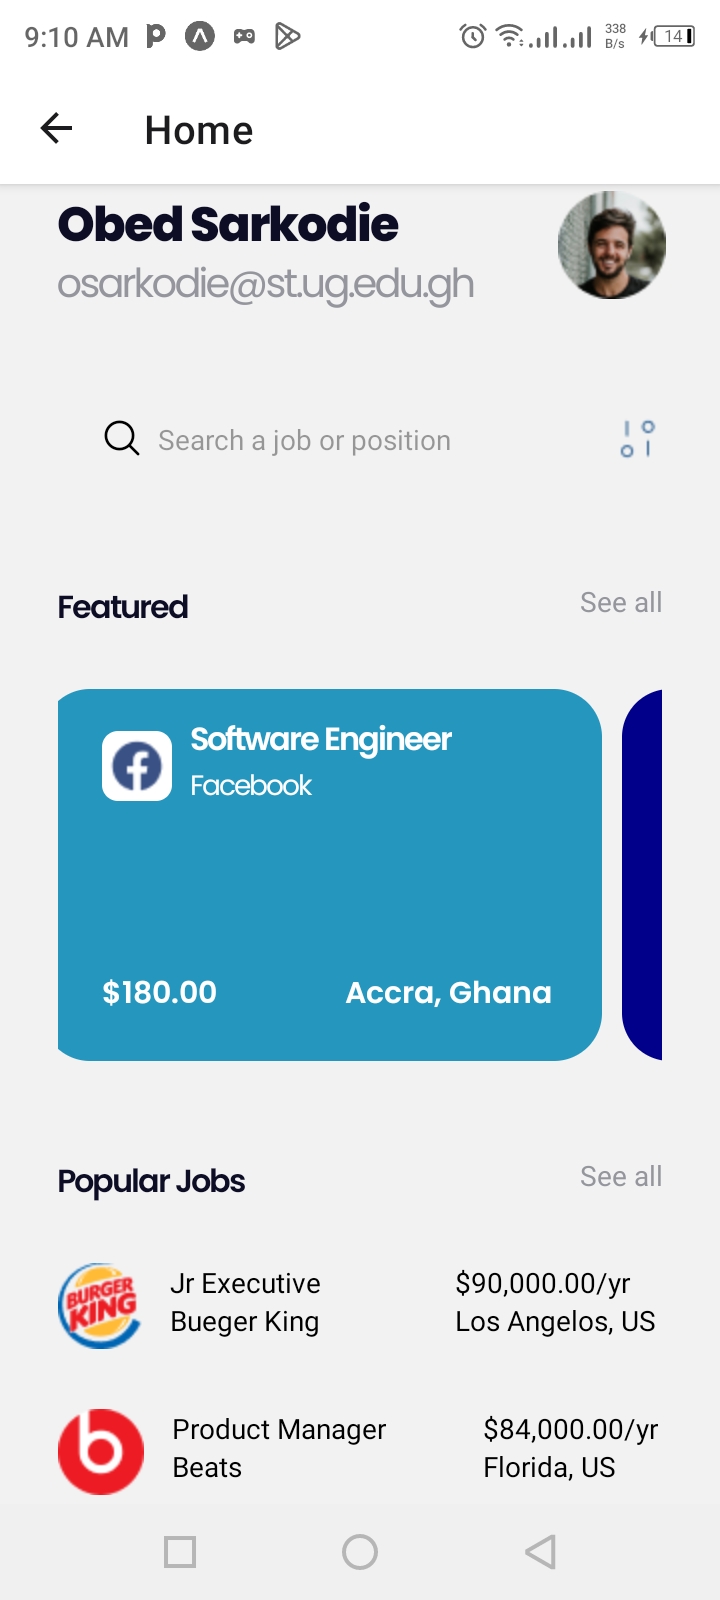 9:10 AM
338
B/s
14
Home
Obed Sarkodie
osarkodie@st.ug.edu.gh
Search a job or position
Featured
See all
Software Engineer
Facebook
$180.00
Accra, Ghana
Popular Jobs
See all
BURGER
KING
Jr Executive
$90,000.00/yr
Bueger King
Los Angelos, US
Product Manager
$84,000.00/yr
Beats
Florida, US